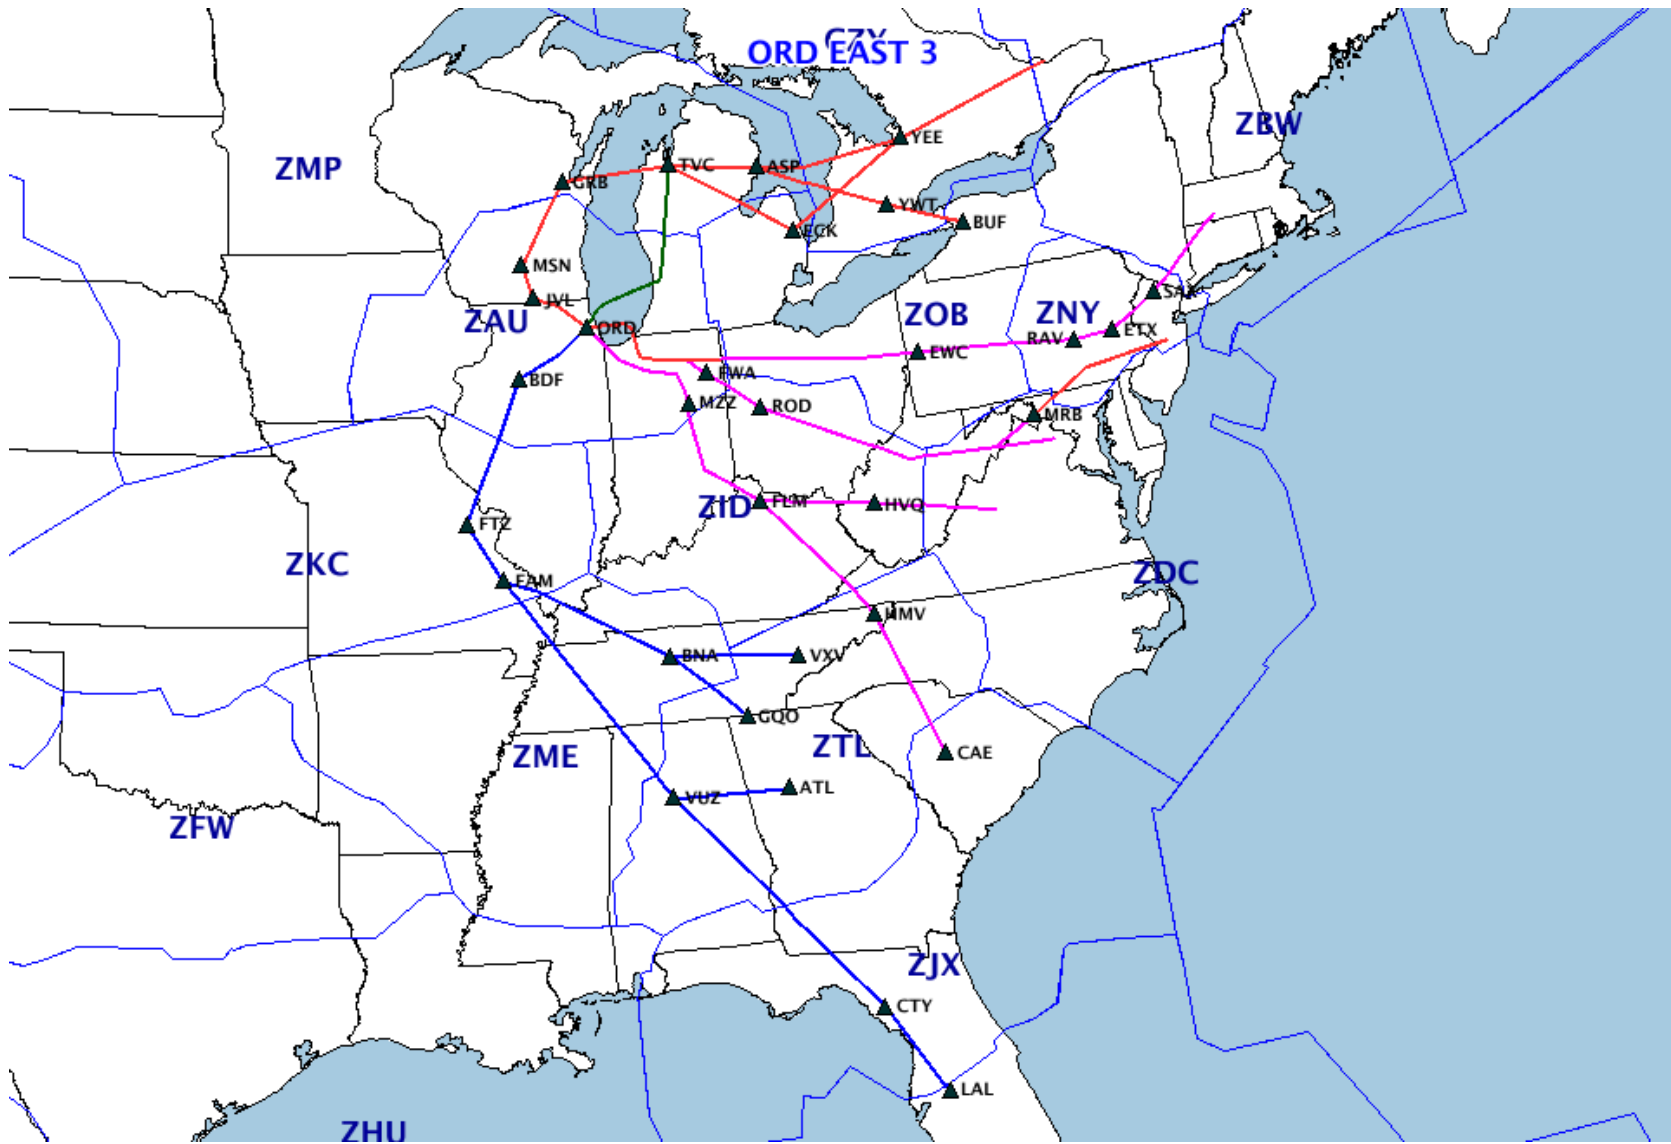 CZY
ORD EAST 3
ZBW
YEE
ZMP
TVC
ASP
GRB
YWT
BUF
ECK
MSN
SAX
JVL
ZAU
ZOB
ZNY
ORD
ETX
RAV
EWC
FWA
BDF
MZZ
ROD
MRB
ZID
FLM
HVQ
FTZ
ZKC
ZDC
FAM
HMV
BNA
VXV
GQO
ZME
ZTL
CAE
VUZ
ATL
ZFW
ZJX
CTY
LAL
ZHU